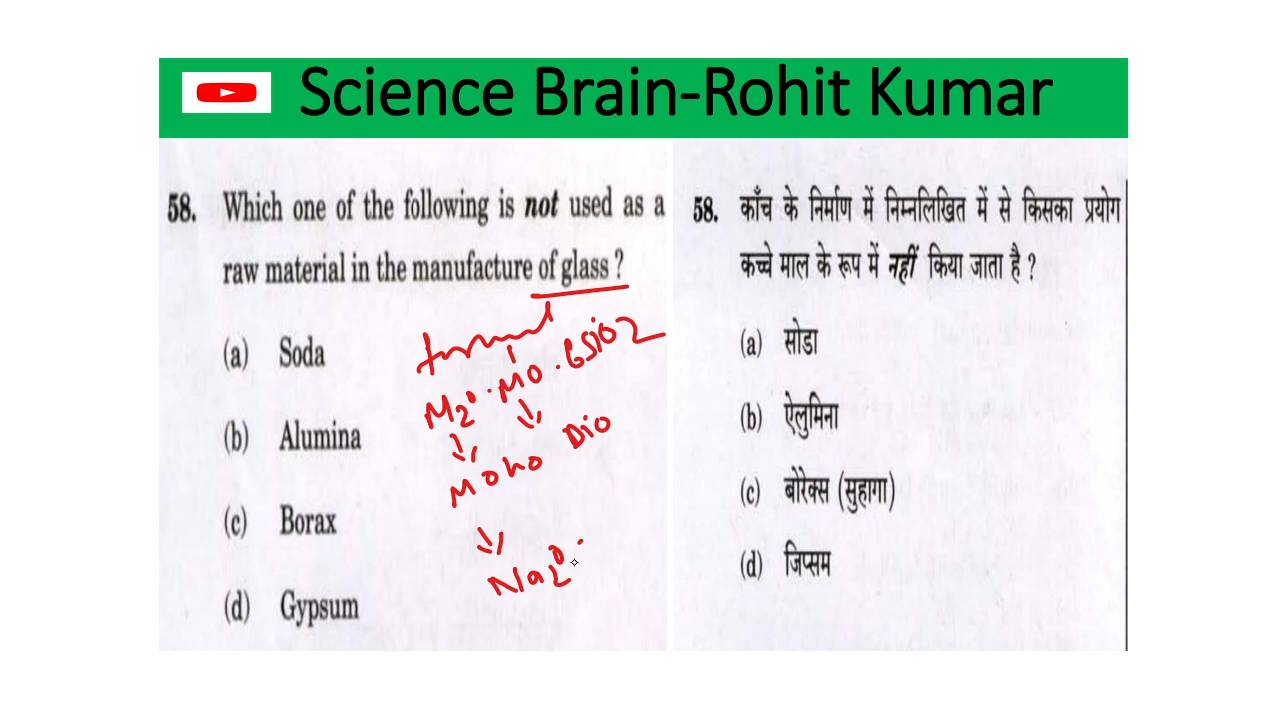 Science Brain-Rohit Kumar
58. Which one of the following is not used as a
raw material in the manufacture of glass ?
(a) Soda
(b) Alumina
(c) Borax
(d) Gypsum
M2O · MO · 6SiO2
Mono Dio
Na2O ·
58. काँच के निर्माण में निम्नलिखित में से किसका प्रयोग
कच्चे माल के रूप में नहीं किया जाता है ?
(a) सोडा
(b) ऐलुमिना
(c) बोरेक्स (सुहागा)
(d) जिप्सम